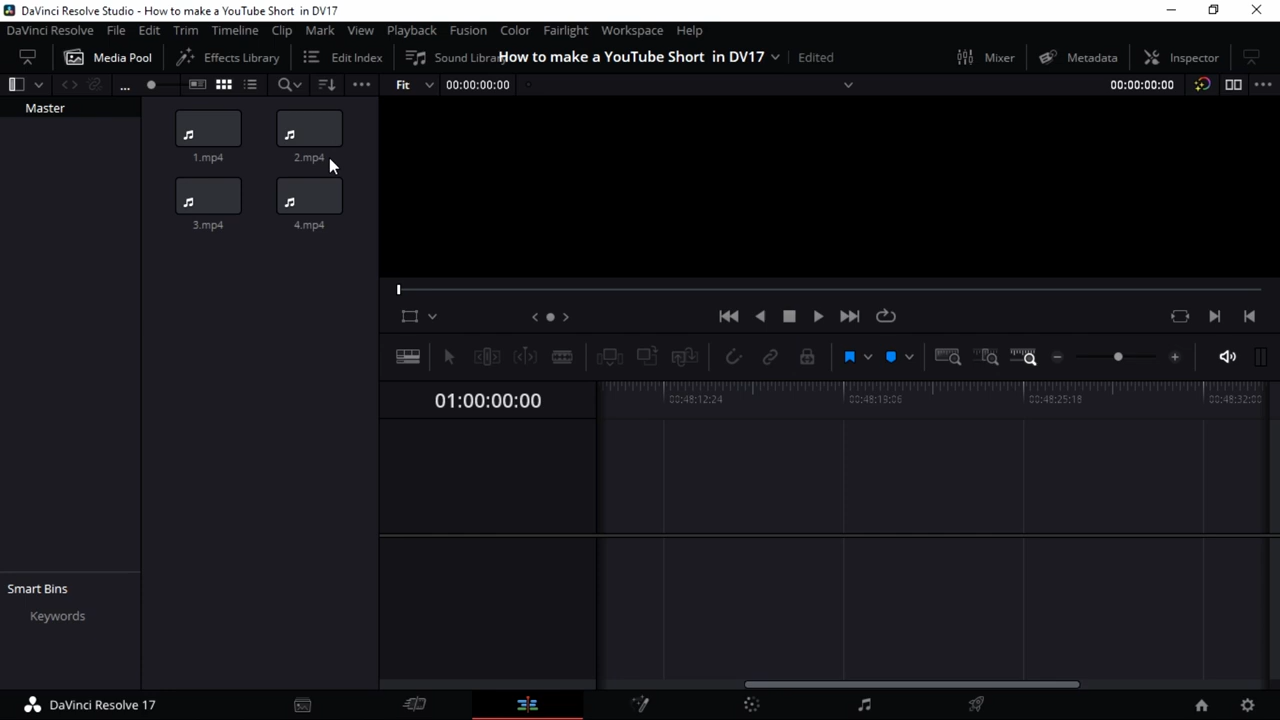 DaVinci Resolve Studio - How to make a YouTube Short in DV17
DaVinci Resolve File Edit Trim Timeline Clip Mark View Playback Fusion Color Fairlight Workspace Help
Media Pool Effects Library Edit Index Sound Library How to make a YouTube Short in DV17 Edited Mixer Metadata Inspector
... Fit 00:00:00:00 00:00:00:00
Master
1.mp4 2.mp4
3.mp4 4.mp4
01:00:00:00
00:48:12:24 00:48:19:06 00:48:25:18 00:48:32:00
Smart Bins
Keywords
DaVinci Resolve 17